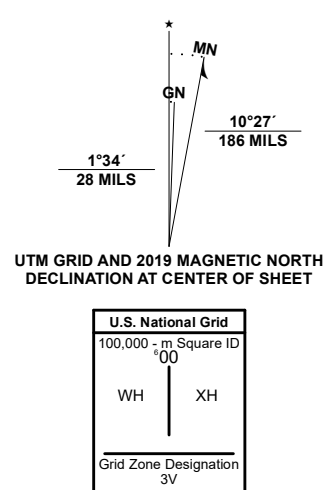 ★
MN
GN
10°27´
186 MILS
1°34´
28 MILS
UTM GRID AND 2019 MAGNETIC NORTH
DECLINATION AT CENTER OF SHEET
U.S. National Grid
100,000 - m Square ID
⁶00
WH XH
Grid Zone Designation
3V